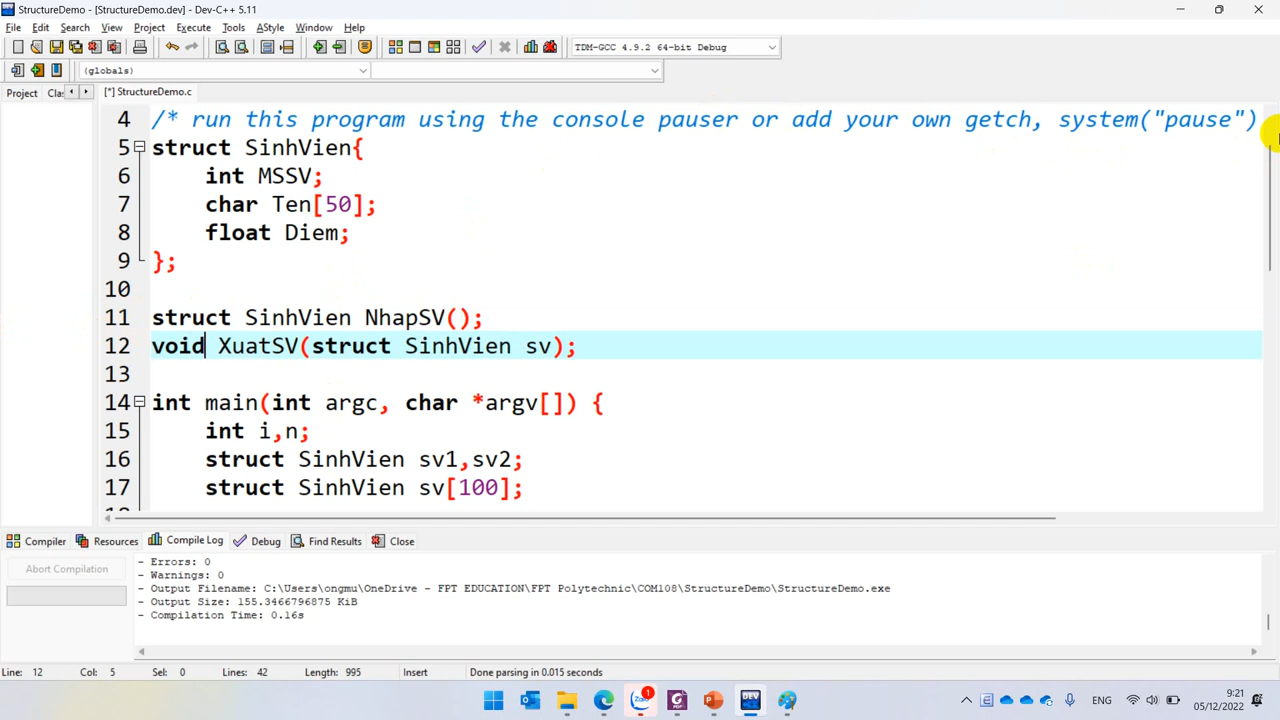 StructureDemo - [StructureDemo.dev] - Dev-C++ 5.11
File Edit Search View Project Execute Tools AStyle Window Help
TDM-GCC 4.9.2 64-bit Debug
(globals)
Project Clas [*] StructureDemo.c
4 /* run this program using the console pauser or add your own getch, system("pause")
5 struct SinhVien{
6 int MSSV;
7 char Ten[50];
8 float Diem;
9 };
10
11 struct SinhVien NhapSV();
12 void XuatSV(struct SinhVien sv);
13
14 int main(int argc, char *argv[]) {
15 int i,n;
16 struct SinhVien sv1,sv2;
17 struct SinhVien sv[100];
Compiler Resources Compile Log Debug Find Results Close
Abort Compilation
- Errors: 0
- Warnings: 0
- Output Filename: C:\Users\ongmu\OneDrive - FPT EDUCATION\FPT Polytechnic\COM108\StructureDemo\StructureDemo.exe
- Output Size: 155.3466796875 KiB
- Compilation Time: 0.16s
Line: 12 Col: 5 Sel: 0 Lines: 42 Length: 995 Insert Done parsing in 0.015 seconds
Zalo 1 DEV ENG 9:21
05/12/2022